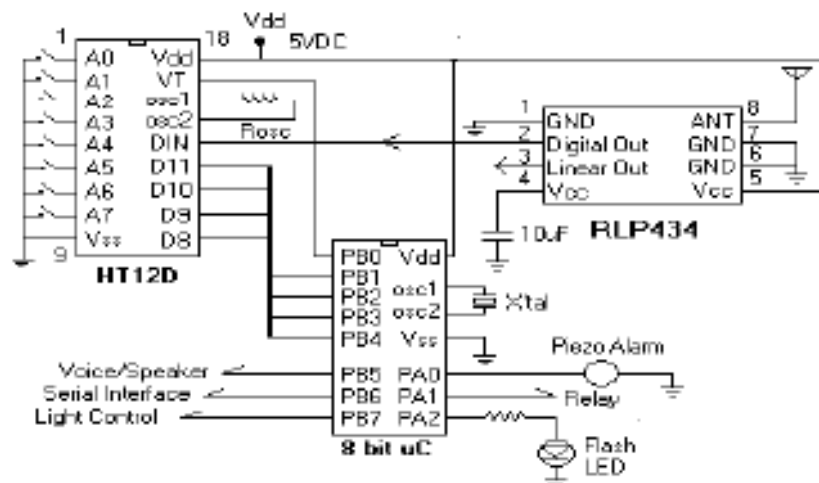 Vdd
5VDC
1
18
A0 Vdd
A1 VT
A2 osc1
A3 osc2
A4 DIN
A5 D11
A6 D10
A7 D9
Vss D8
9
HT12D
Rosc
1 GND ANT 8
2 Digital Out GND 7
3 Linear Out GND 6
4 Vcc Vcc 5
10uF
RLP434
PB0 Vdd
PB1
PB2 osc1
PB3 osc2
PB4 Vss
PB5 PA0
PB6 PA1
PB7 PA2
8 bit uC
X'tal
Voice/Speaker
Serial Interface
Light Control
Piezo Alarm
Relay
Flash
LED